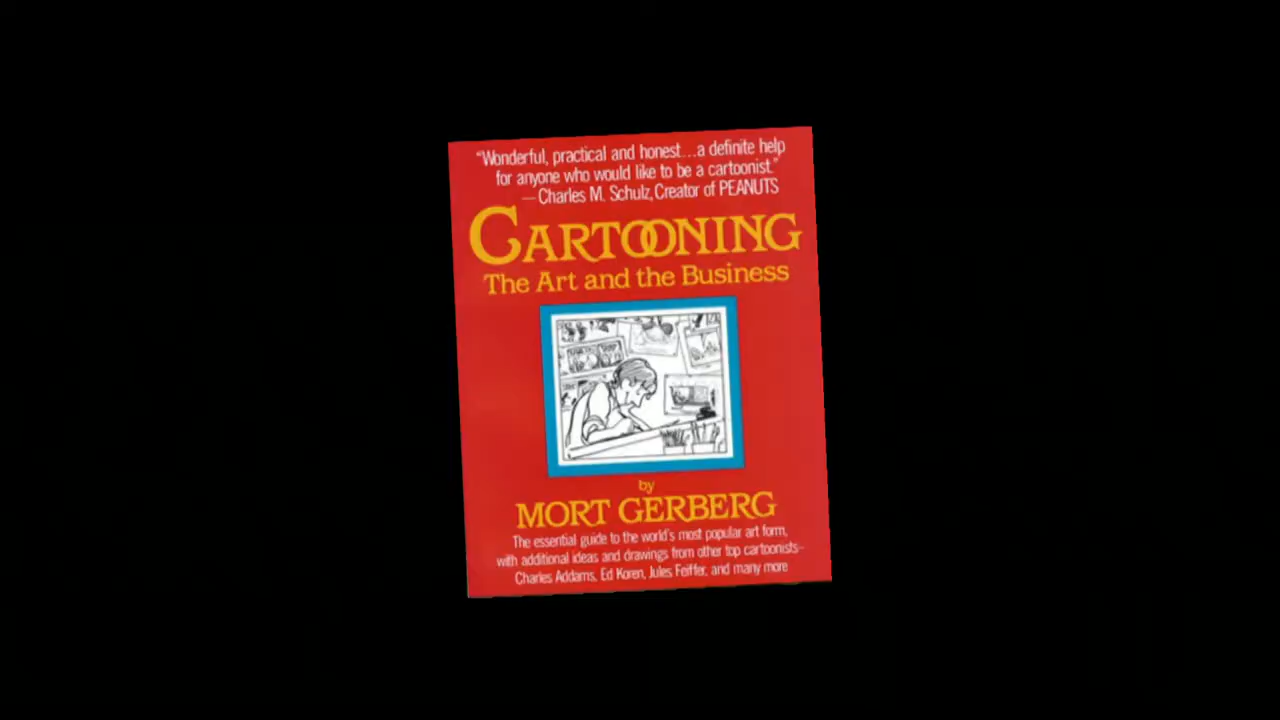 “Wonderful, practical and honest...a definite help
for anyone who would like to be a cartoonist.”
— Charles M. Schulz, Creator of PEANUTS
CARTOONING
The Art and the Business
by
MORT GERBERG
The essential guide to the world's most popular art form,
with additional ideas and drawings from other top cartoonists–
Charles Addams, Ed Koren, Jules Feiffer, and many more